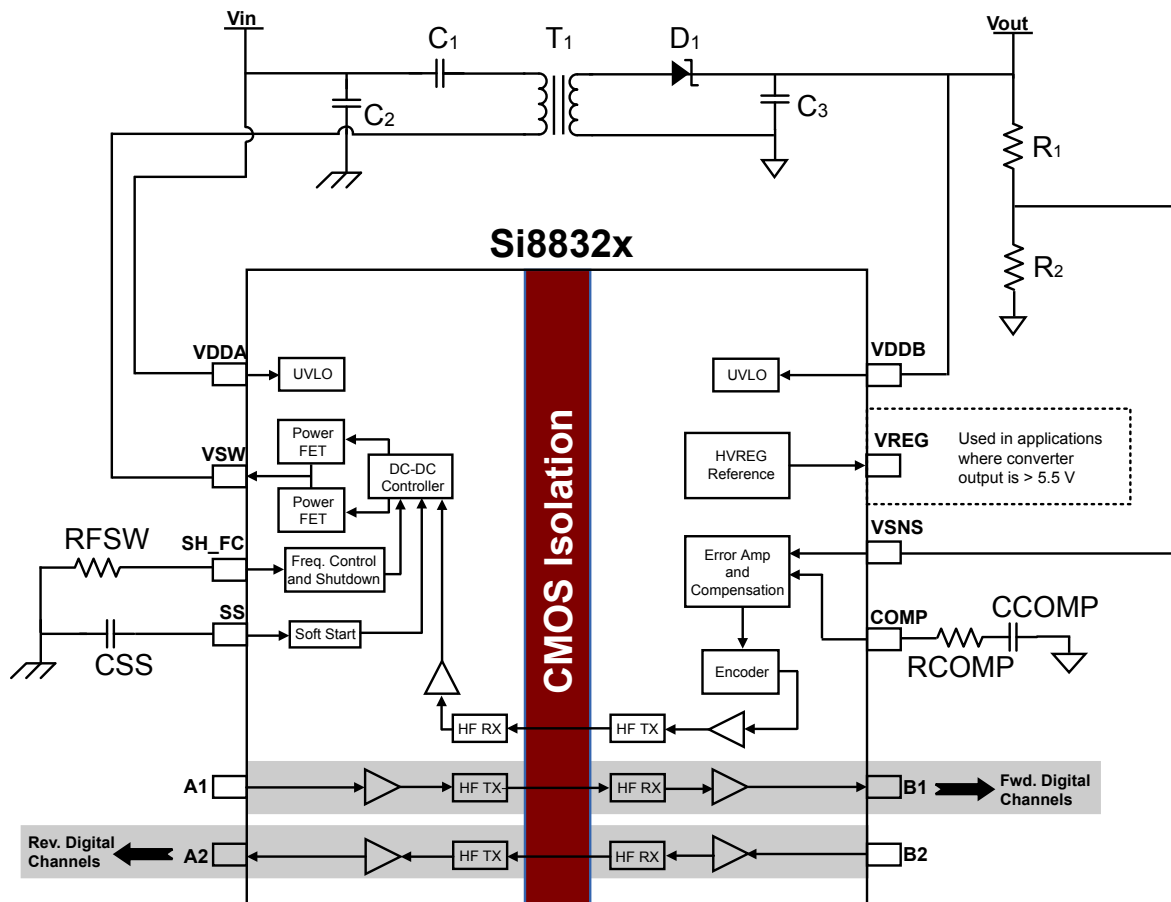 Vin
C1
T1
D1
Vout
C2
C3
R1
R2
Si8832x
VDDA
UVLO
UVLO
VDDB
VSW
Power
FET
DC-DC
Controller
Power
FET
HVREG
Reference
VREG
Used in applications
where converter
output is > 5.5 V
CMOS Isolation
RFSW
SH_FC
Freq. Control
and Shutdown
Error Amp
and
Compensation
VSNS
SS
Soft Start
CSS
COMP
CCOMP
RCOMP
Encoder
HF RX
HF TX
A1
HF TX
HF RX
B1
Fwd. Digital
Channels
Rev. Digital
Channels
A2
HF TX
HF RX
B2